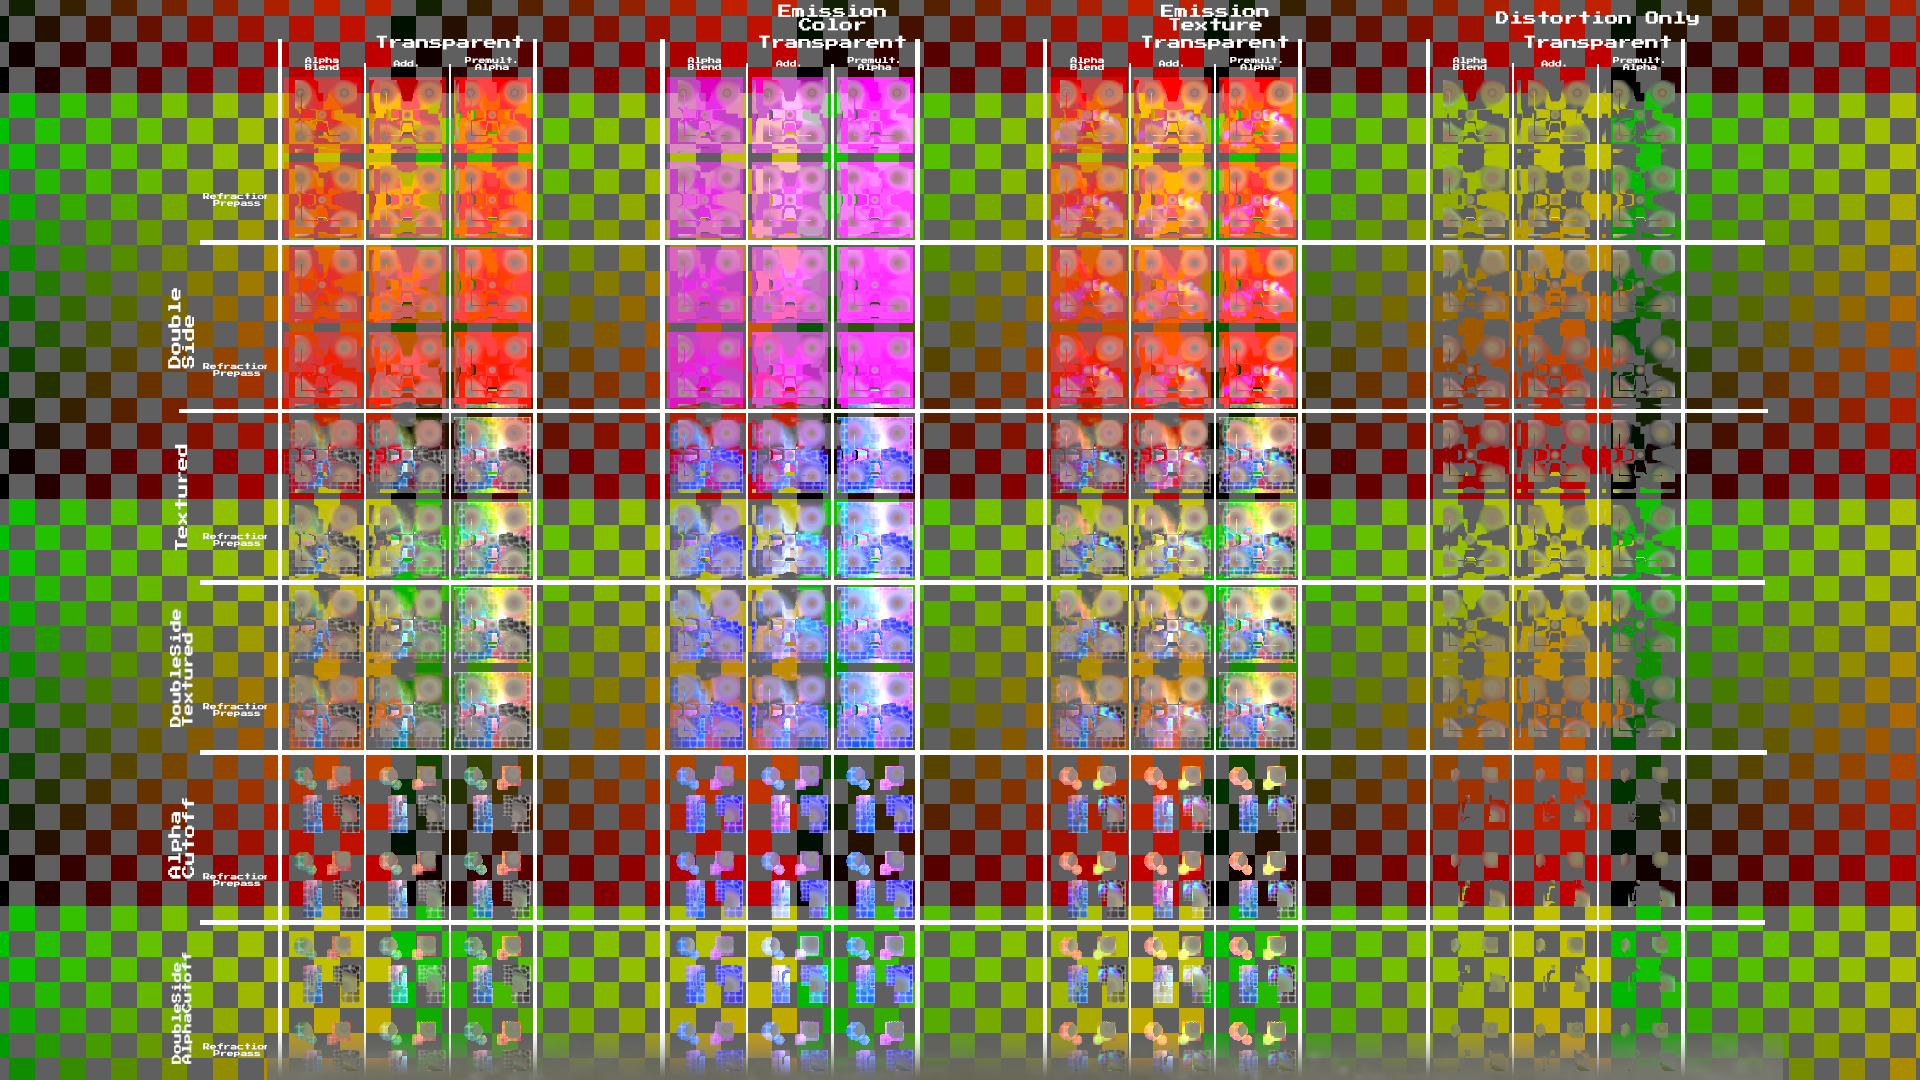 Emission
Color
Emission
Texture
Distortion Only
Transparent
Transparent
Transparent
Transparent
Alpha
Blend
Add.
Premult.
Alpha
Alpha
Blend
Add.
Premult.
Alpha
Alpha
Blend
Add.
Premult.
Alpha
Alpha
Blend
Add.
Premult.
Alpha
Refraction
Prepass
Double
Side
Refraction
Prepass
Textured
Refraction
Prepass
DoubleSide
Textured
Refraction
Prepass
Alpha
Cutoff
Refraction
Prepass
DoubleSide
AlphaCutoff
Refraction
Prepass